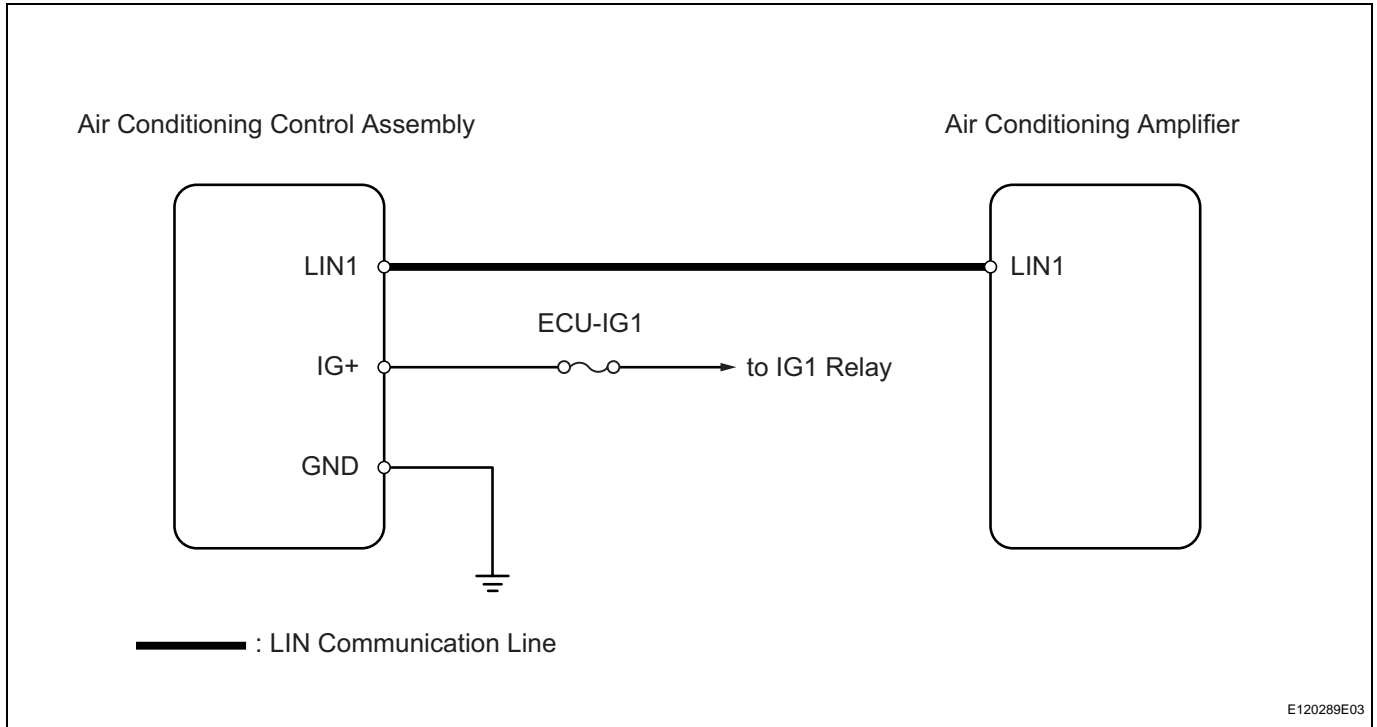 Air Conditioning Control Assembly
Air Conditioning Amplifier
LIN1
LIN1
ECU-IG1
IG+
to IG1 Relay
GND
: LIN Communication Line
E120289E03